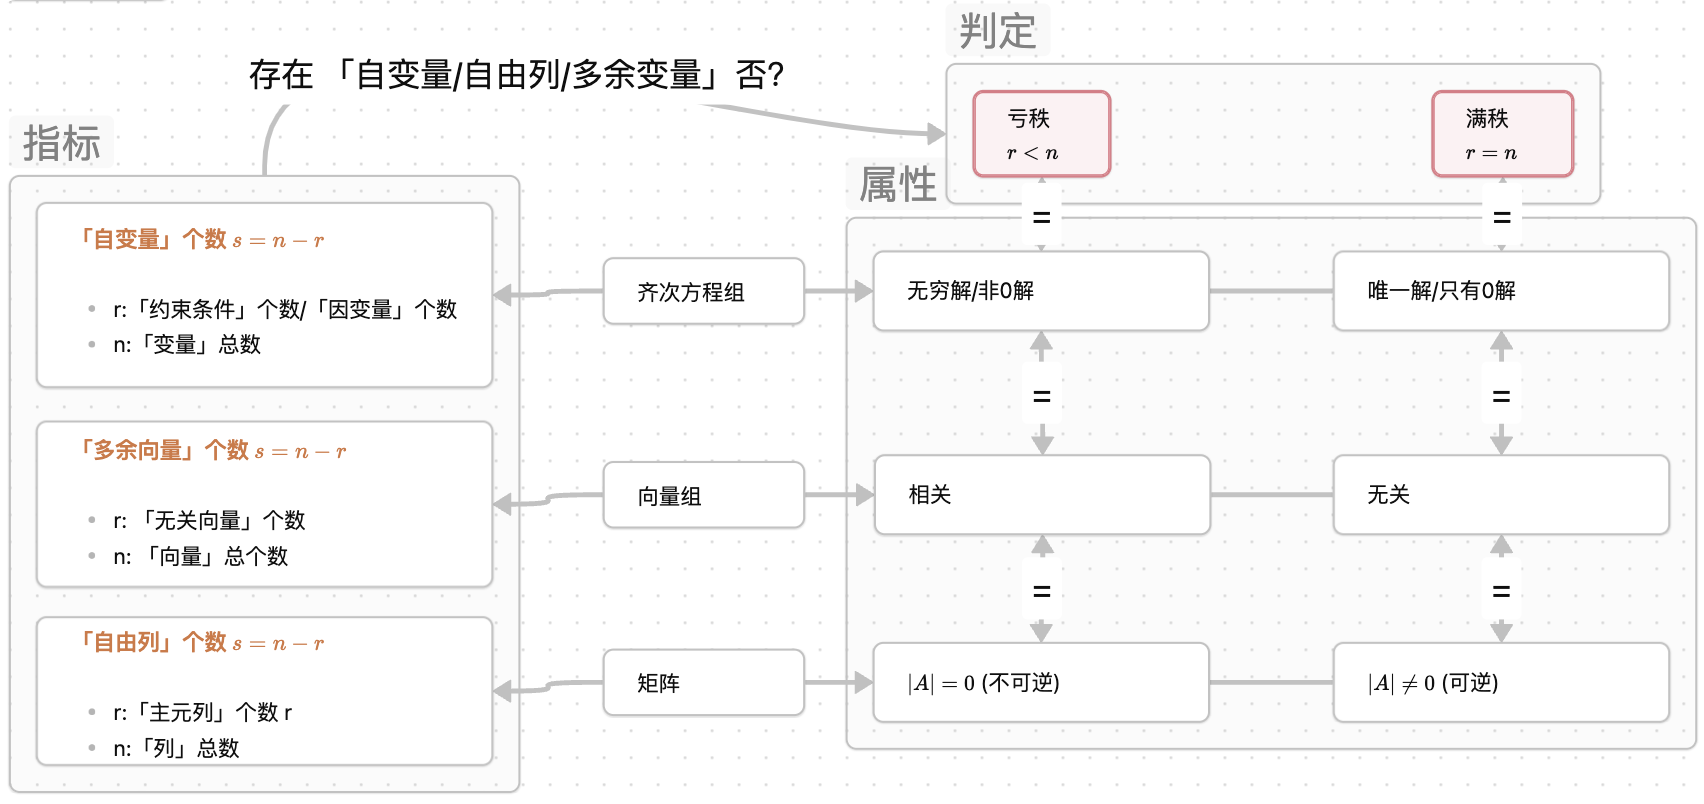 判定
存在 「自变量/自由列/多余变量」否?
亏秩
r < n
满秩
r = n
指标
属性
=
=
「自变量」个数 s = n − r
r:「约束条件」个数/「因变量」个数
n:「变量」总数
齐次方程组
无穷解/非0解
唯一解/只有0解
=
=
「多余向量」个数 s = n − r
r: 「无关向量」个数
n: 「向量」总个数
向量组
相关
无关
=
=
「自由列」个数 s = n − r
r:「主元列」个数 r
n:「列」总数
矩阵
|A| = 0 (不可逆)
|A| ≠ 0 (可逆)